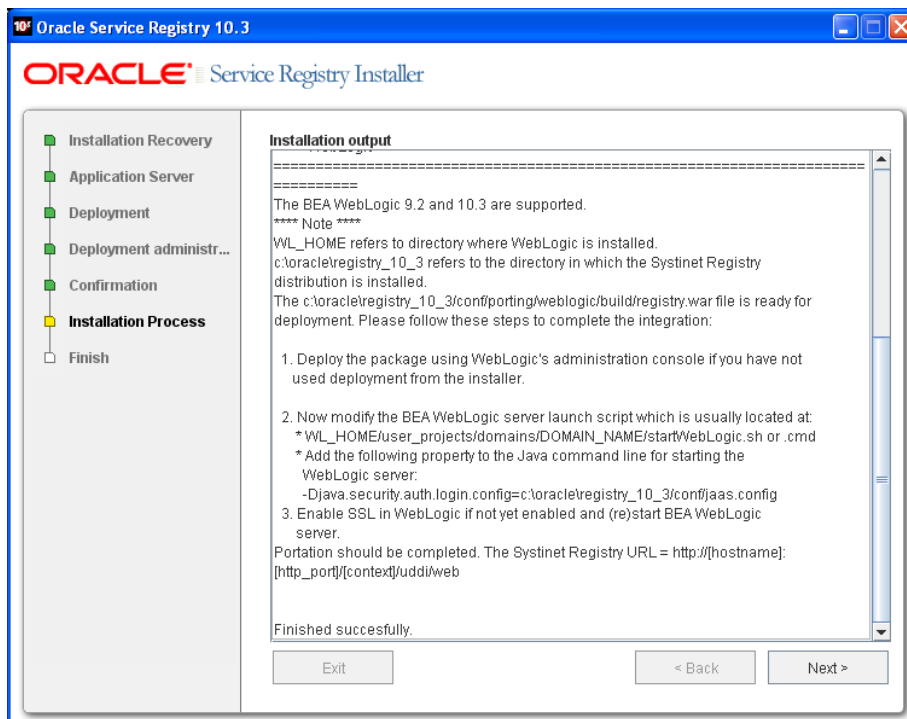 10³ Oracle Service Registry 10.3
ORACLE Service Registry Installer
Installation Recovery
Application Server
Deployment
Deployment administr...
Confirmation
Installation Process
Finish
Installation output
======================================================================
==========
The BEA WebLogic 9.2 and 10.3 are supported.
**** Note ****
WL_HOME refers to directory where WebLogic is installed.
c:\oracle\registry_10_3 refers to the directory in which the Systinet Registry
distribution is installed.
The c:\oracle\registry_10_3/conf/porting/weblogic/build/registry.war file is ready for
deployment. Please follow these steps to complete the integration:
1. Deploy the package using WebLogic's administration console if you have not
used deployment from the installer.
2. Now modify the BEA WebLogic server launch script which is usually located at:
* WL_HOME/user_projects/domains/DOMAIN_NAME/startWebLogic.sh or .cmd
* Add the following property to the Java command line for starting the
WebLogic server:
-Djava.security.auth.login.config=c:\oracle\registry_10_3/conf/jaas.config
3. Enable SSL in WebLogic if not yet enabled and (re)start BEA WebLogic
server.
Portation should be completed. The Systinet Registry URL = http://[hostname]:
[http_port]/[context]/uddi/web
Finished succesfully.
Exit
< Back
Next >